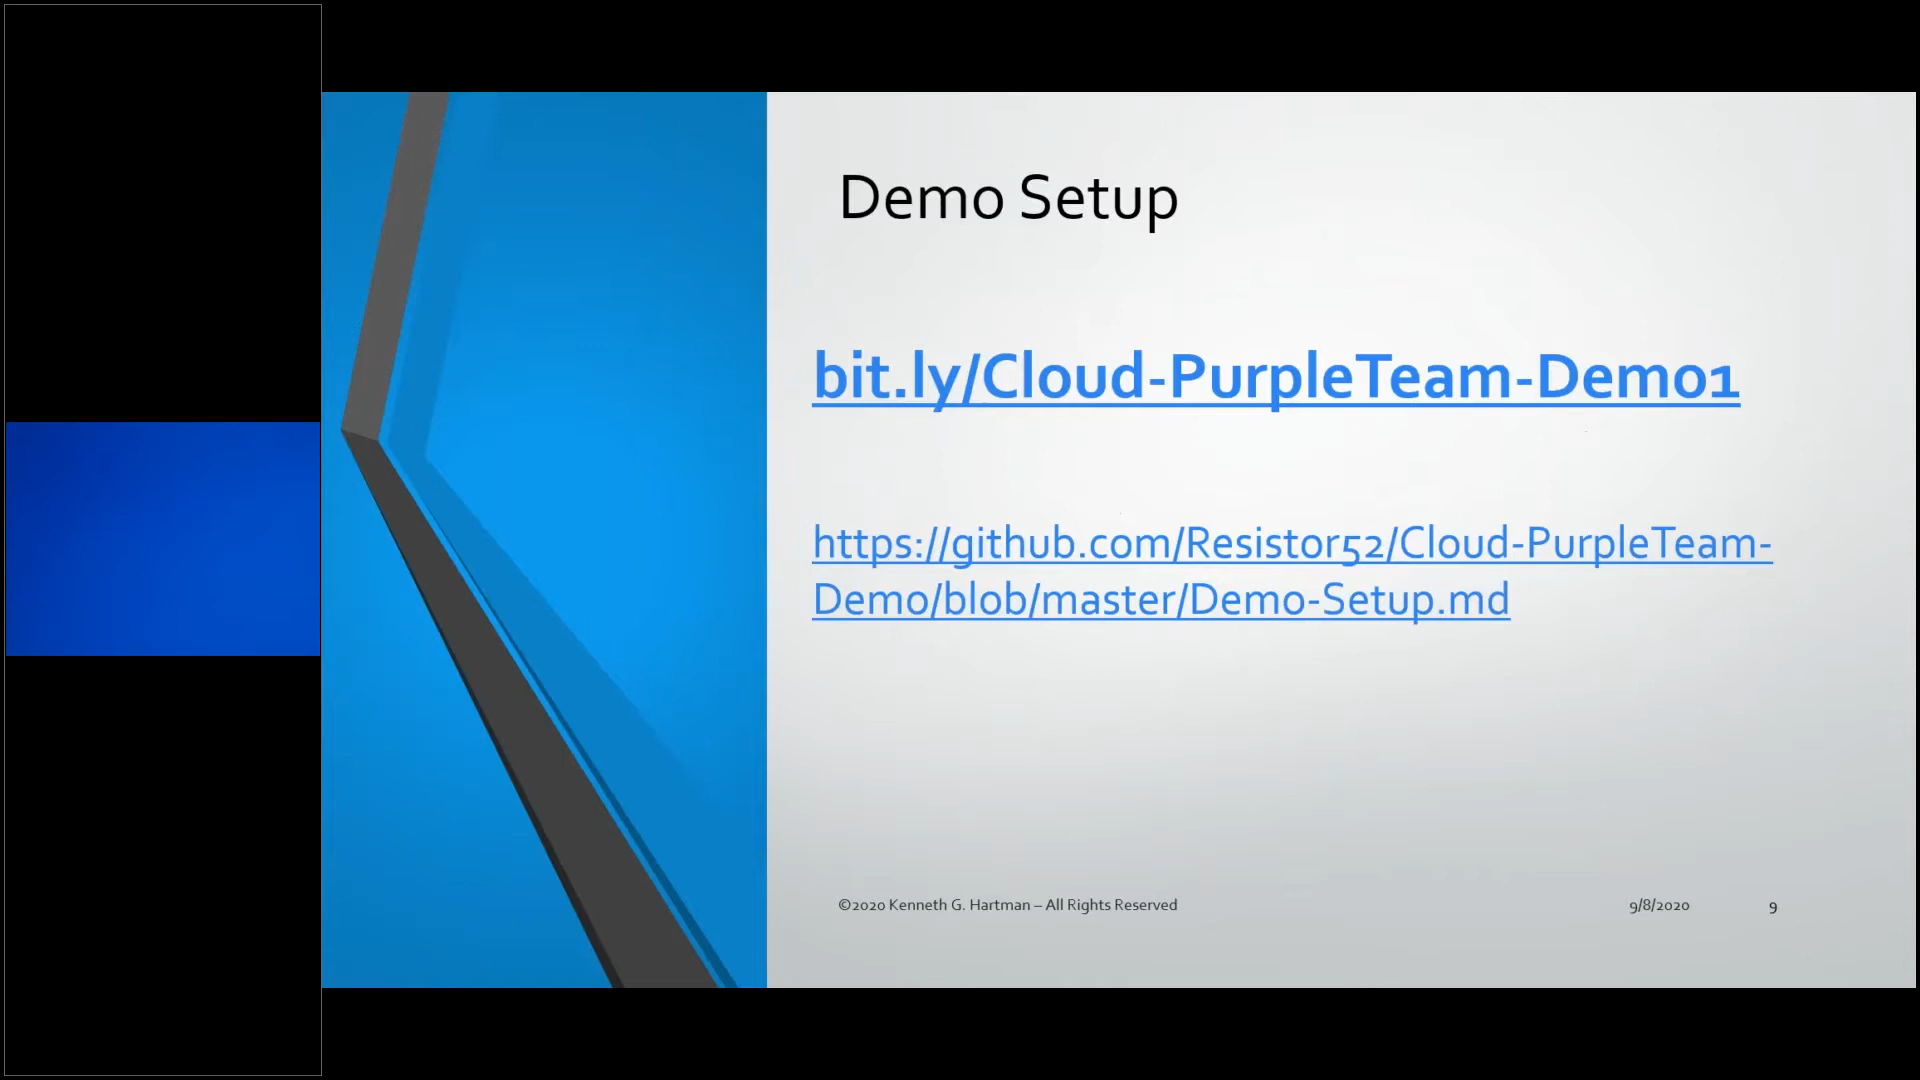 Demo Setup
bit.ly/Cloud-PurpleTeam-Demo1
https://github.com/Resistor52/Cloud-PurpleTeam-
Demo/blob/master/Demo-Setup.md
©2020 Kenneth G. Hartman – All Rights Reserved
9/8/2020
9